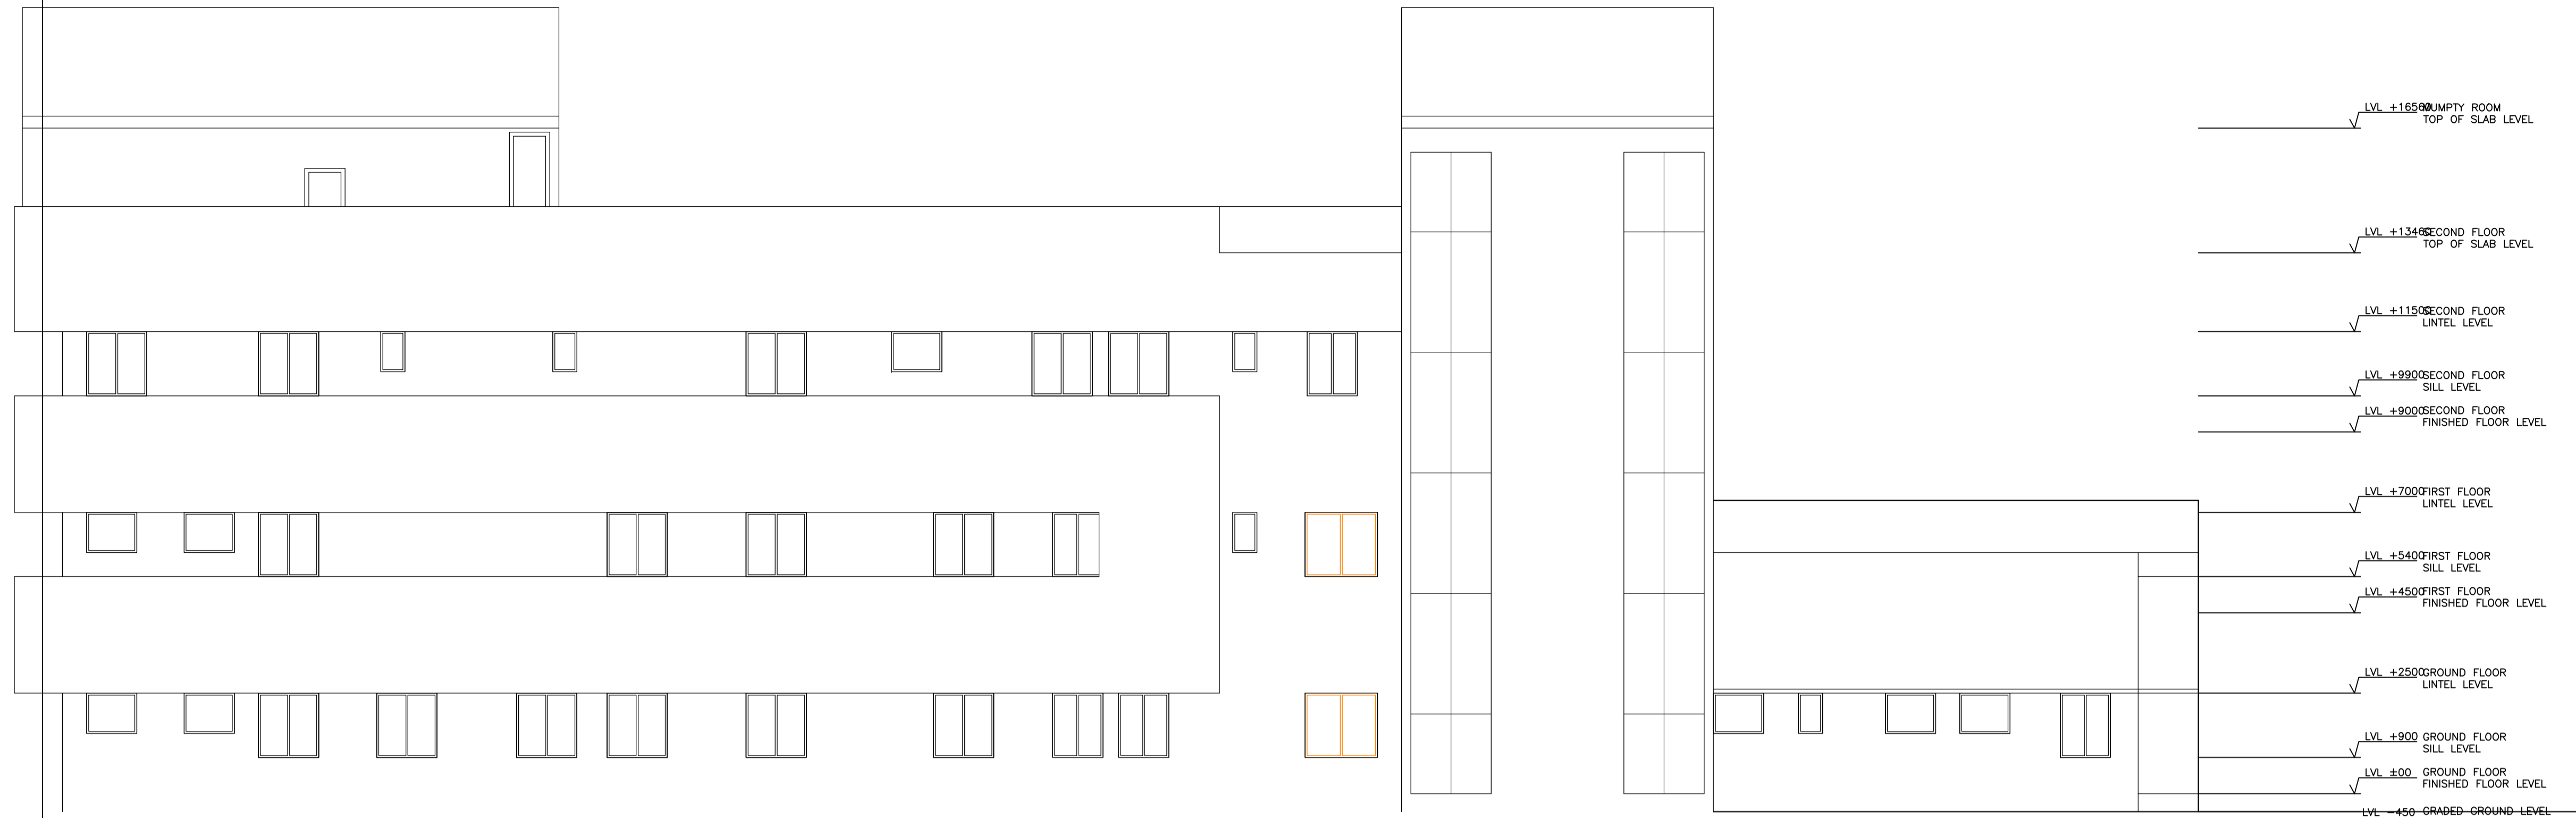 LVL +16560 MUMPTY ROOM
TOP OF SLAB LEVEL
LVL +13460 SECOND FLOOR
TOP OF SLAB LEVEL
LVL +11500 SECOND FLOOR
LINTEL LEVEL
LVL +9900 SECOND FLOOR
SILL LEVEL
LVL +9000 SECOND FLOOR
FINISHED FLOOR LEVEL
LVL +7000 FIRST FLOOR
LINTEL LEVEL
LVL +5400 FIRST FLOOR
SILL LEVEL
LVL +4500 FIRST FLOOR
FINISHED FLOOR LEVEL
LVL +2500 GROUND FLOOR
LINTEL LEVEL
LVL +900 GROUND FLOOR
SILL LEVEL
LVL ±00 GROUND FLOOR
FINISHED FLOOR LEVEL
LVL -450 GRADED GROUND LEVEL